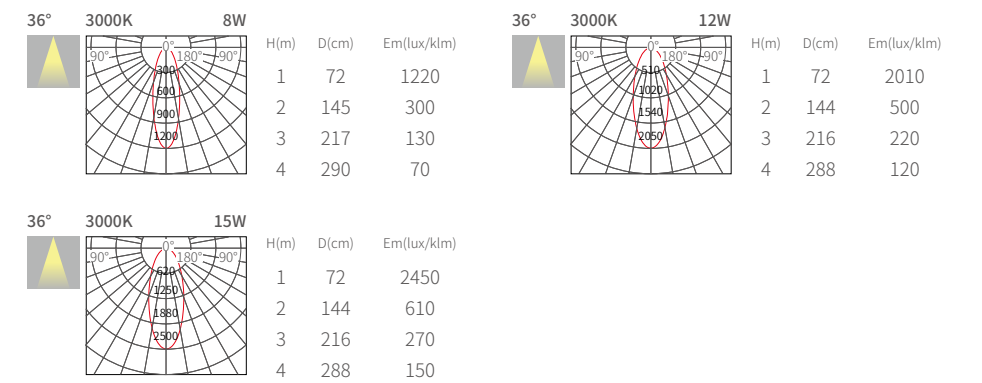 36° 3000K 8W
0°
90° 180° 90°
300
600
900
1200
H(m) D(cm) Em(lux/klm)
1 72 1220
2 145 300
3 217 130
4 290 70
36° 3000K 12W
0°
90° 180° 90°
510
1020
1540
2050
H(m) D(cm) Em(lux/klm)
1 72 2010
2 144 500
3 216 220
4 288 120
36° 3000K 15W
0°
90° 180° 90°
620
1250
1880
2500
H(m) D(cm) Em(lux/klm)
1 72 2450
2 144 610
3 216 270
4 288 150